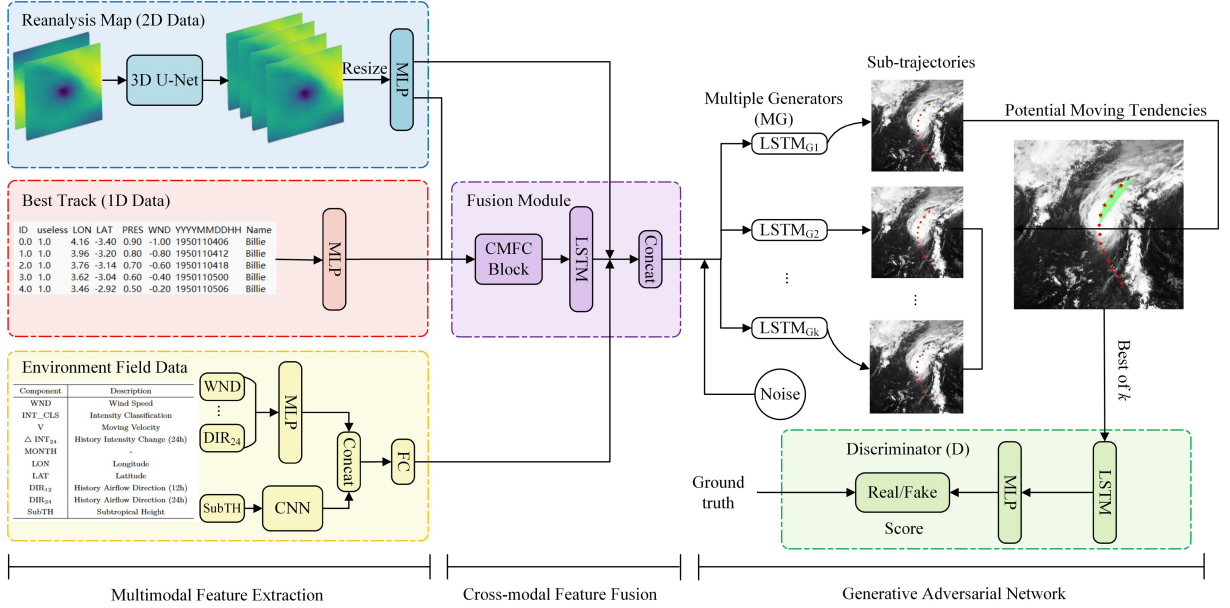 Reanalysis Map (2D Data)
3D U-Net
Resize
MLP
Best Track (1D Data)
ID useless LON LAT PRES WND YYYYMMDDHH Name
0.0 1.0 4.16 -3.40 0.90 -1.00 1950110406 Billie
1.0 1.0 3.96 -3.20 0.80 -0.80 1950110412 Billie
2.0 1.0 3.76 -3.14 0.70 -0.60 1950110418 Billie
3.0 1.0 3.62 -3.04 0.60 -0.40 1950110500 Billie
4.0 1.0 3.46 -2.92 0.50 -0.20 1950110506 Billie
MLP
Environment Field Data
Component Description
WND Wind Speed
INT_CLS Intensity Classification
V Moving Velocity
△ INT24 History Intensity Change (24h)
MONTH -
LON Longitude
LAT Latitude
DIR12 History Airflow Direction (12h)
DIR24 History Airflow Direction (24h)
SubTH Subtropical Height
WND
...
DIR24
MLP
SubTH
CNN
Concat
FC
Fusion Module
CMFC
Block
LSTM
Concat
Multiple Generators
(MG)
LSTMG1
LSTMG2
...
LSTMGk
Noise
Sub-trajectories
...
Potential Moving Tendencies
Best of k
Discriminator (D)
Ground
truth
Real/Fake
Score
MLP
LSTM
Multimodal Feature Extraction
Cross-modal Feature Fusion
Generative Adversarial Network